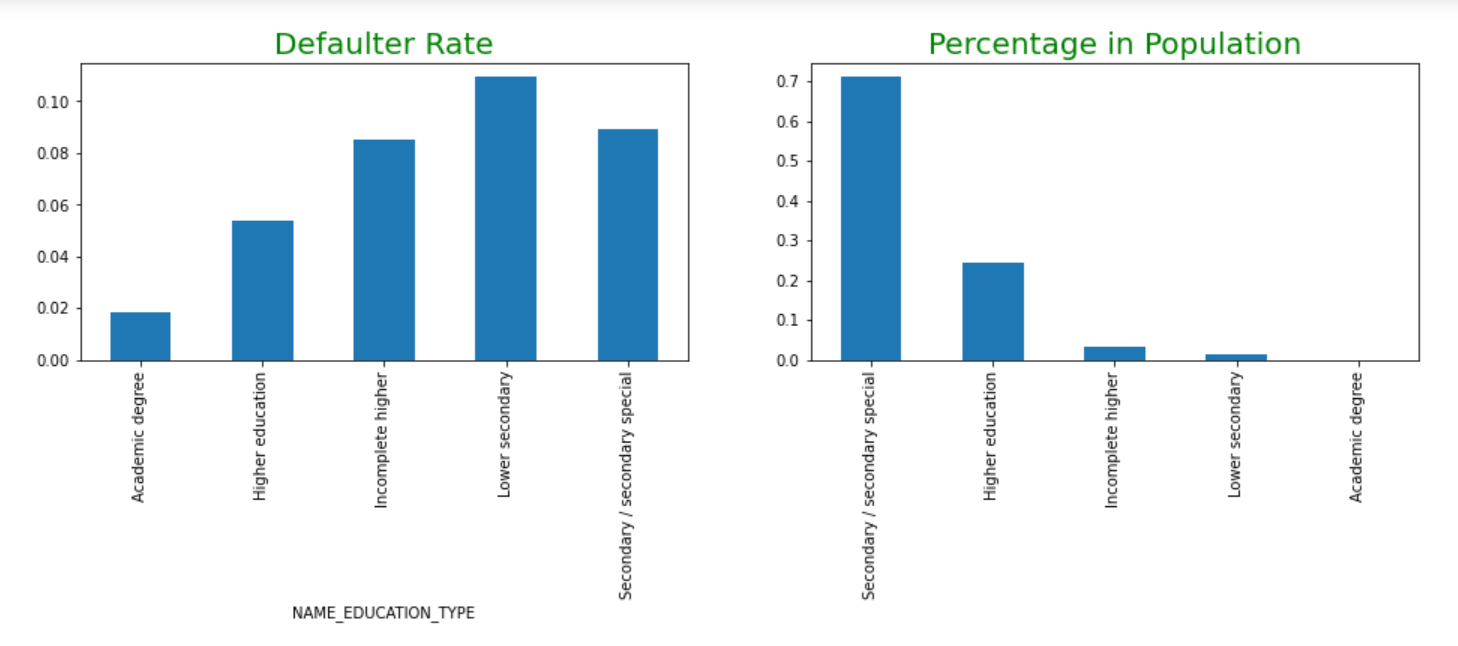 Defaulter Rate
0.10
0.08
0.06
0.04
0.02
0.00
Academic degree
Higher education
Incomplete higher
Lower secondary
Secondary / secondary special
NAME_EDUCATION_TYPE
Percentage in Population
0.7
0.6
0.5
0.4
0.3
0.2
0.1
0.0
Secondary / secondary special
Higher education
Incomplete higher
Lower secondary
Academic degree